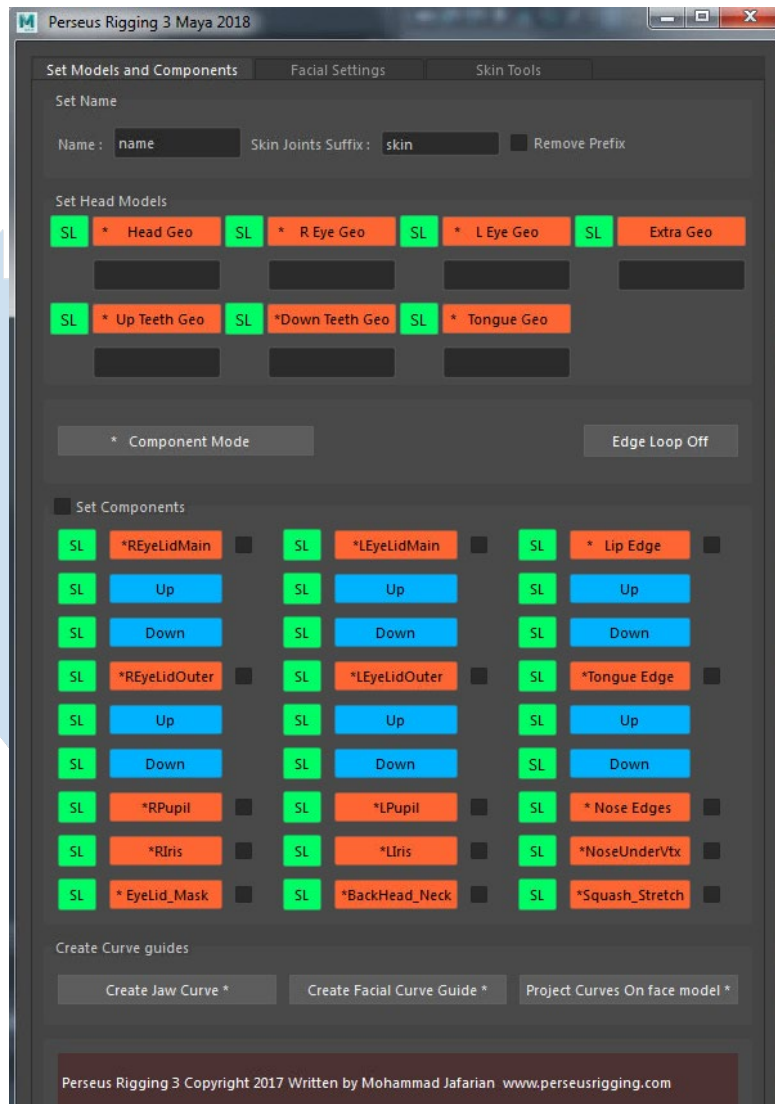 Perseus Rigging 3 Maya 2018
Set Models and Components Facial Settings Skin Tools
Set Name
Name : name Skin Joints Suffix : skin Remove Prefix
Set Head Models
SL * Head Geo SL * R Eye Geo SL * L Eye Geo SL Extra Geo
SL * Up Teeth Geo SL *Down Teeth Geo SL * Tongue Geo
* Component Mode Edge Loop Off
Set Components
SL *REyeLidMain SL *LEyeLidMain SL * Lip Edge
SL Up SL Up SL Up
SL Down SL Down SL Down
SL *REyeLidOuter SL *LEyeLidOuter SL *Tongue Edge
SL Up SL Up SL Up
SL Down SL Down SL Down
SL *RPupil SL *LPupil SL * Nose Edges
SL *RIris SL *LIris SL *NoseUnderVtx
SL * EyeLid_Mask SL *BackHead_Neck SL *Squash_Stretch
Create Curve guides
Create Jaw Curve * Create Facial Curve Guide * Project Curves On face model *
Perseus Rigging 3 Copyright 2017 Written by Mohammad Jafarian www.perseusrigging.com